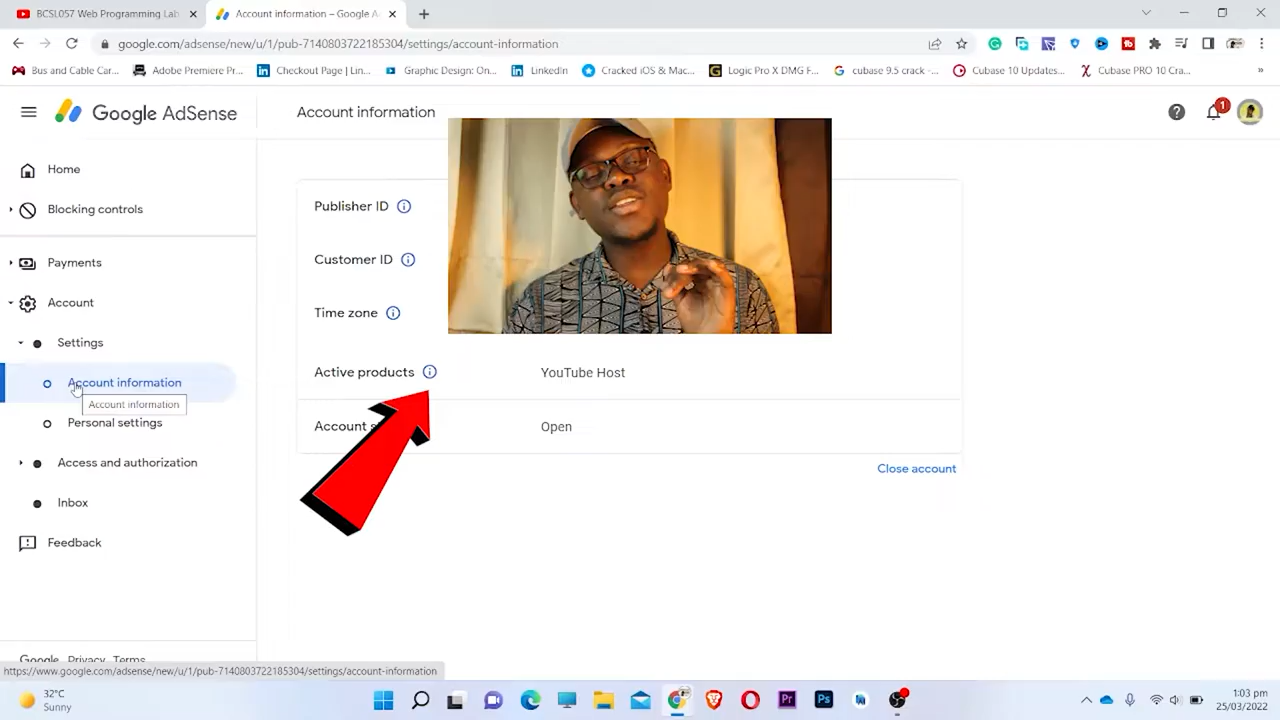 BCSL057 Web Programming Lab
Account information – Google A
google.com/adsense/new/u/1/pub-7140803722185304/settings/account-information
Bus and Cable Car...
Adobe Premiere Pr...
Checkout Page | Lin...
Graphic Design: On...
LinkedIn
Cracked iOS & Mac...
Logic Pro X DMG F...
cubase 9.5 crack -...
Cubase 10 Updates...
Cubase PRO 10 Cra...
»
Google AdSense
Account information
1
Home
Blocking controls
Payments
Account
Settings
Account information
Account information
Personal settings
Access and authorization
Inbox
Feedback
Google Privacy Terms
Publisher ID
Customer ID
Time zone
Active products YouTube Host
Account Open
Close account
https://www.google.com/adsense/new/u/1/pub-7140803722185304/settings/account-information
32°C
Sunny
Pr
Ps
1:03 pm
25/03/2022